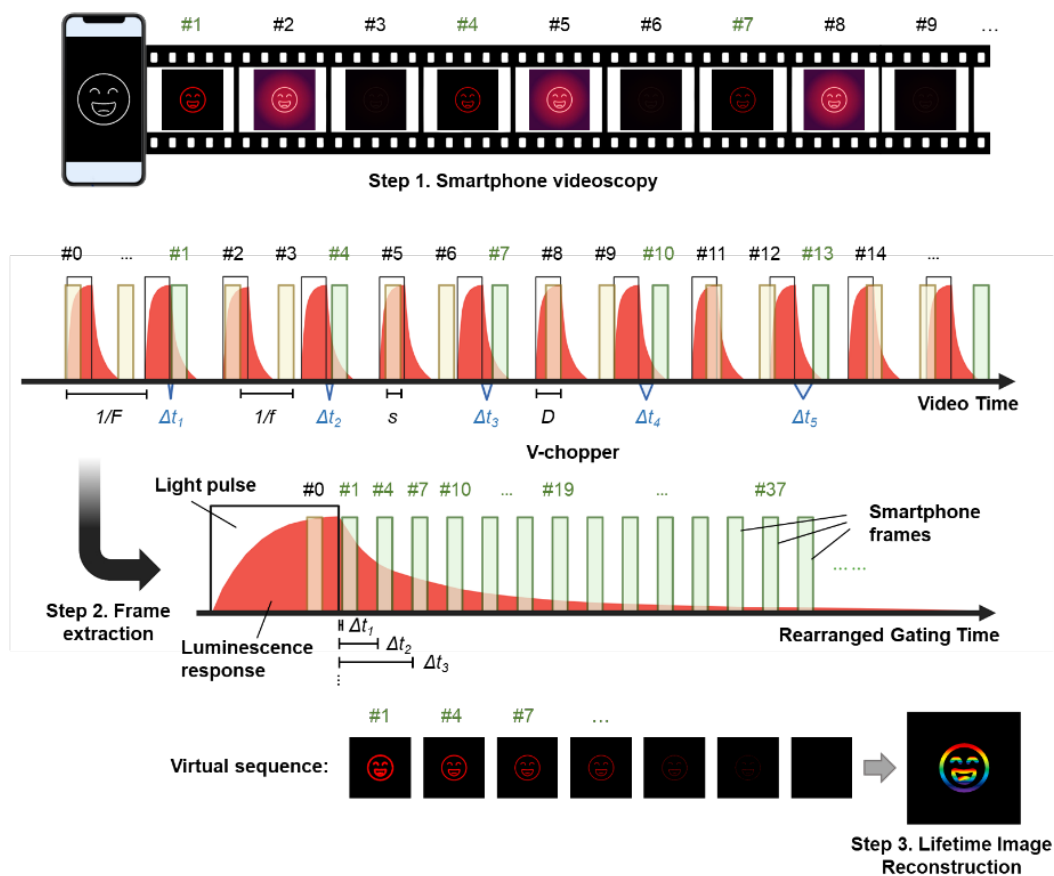 #1 #2 #3 #4 #5 #6 #7 #8 #9 ...
Step 1. Smartphone videoscopy
#0 ... #1 #2 #3 #4 #5 #6 #7 #8 #9 #10 #11 #12 #13 #14 ...
Video Time
1/F Δt1 1/f Δt2 s Δt3 D Δt4 Δt5
V-chopper
Light pulse
#0 #1 #4 #7 #10 ... #19 ... #37
Smartphone
frames
... ...
Step 2. Frame
extraction
Luminescence
response
Rearranged Gating Time
Δt1
Δt2
Δt3
...
#1 #4 #7 ...
Virtual sequence:
Step 3. Lifetime Image
Reconstruction